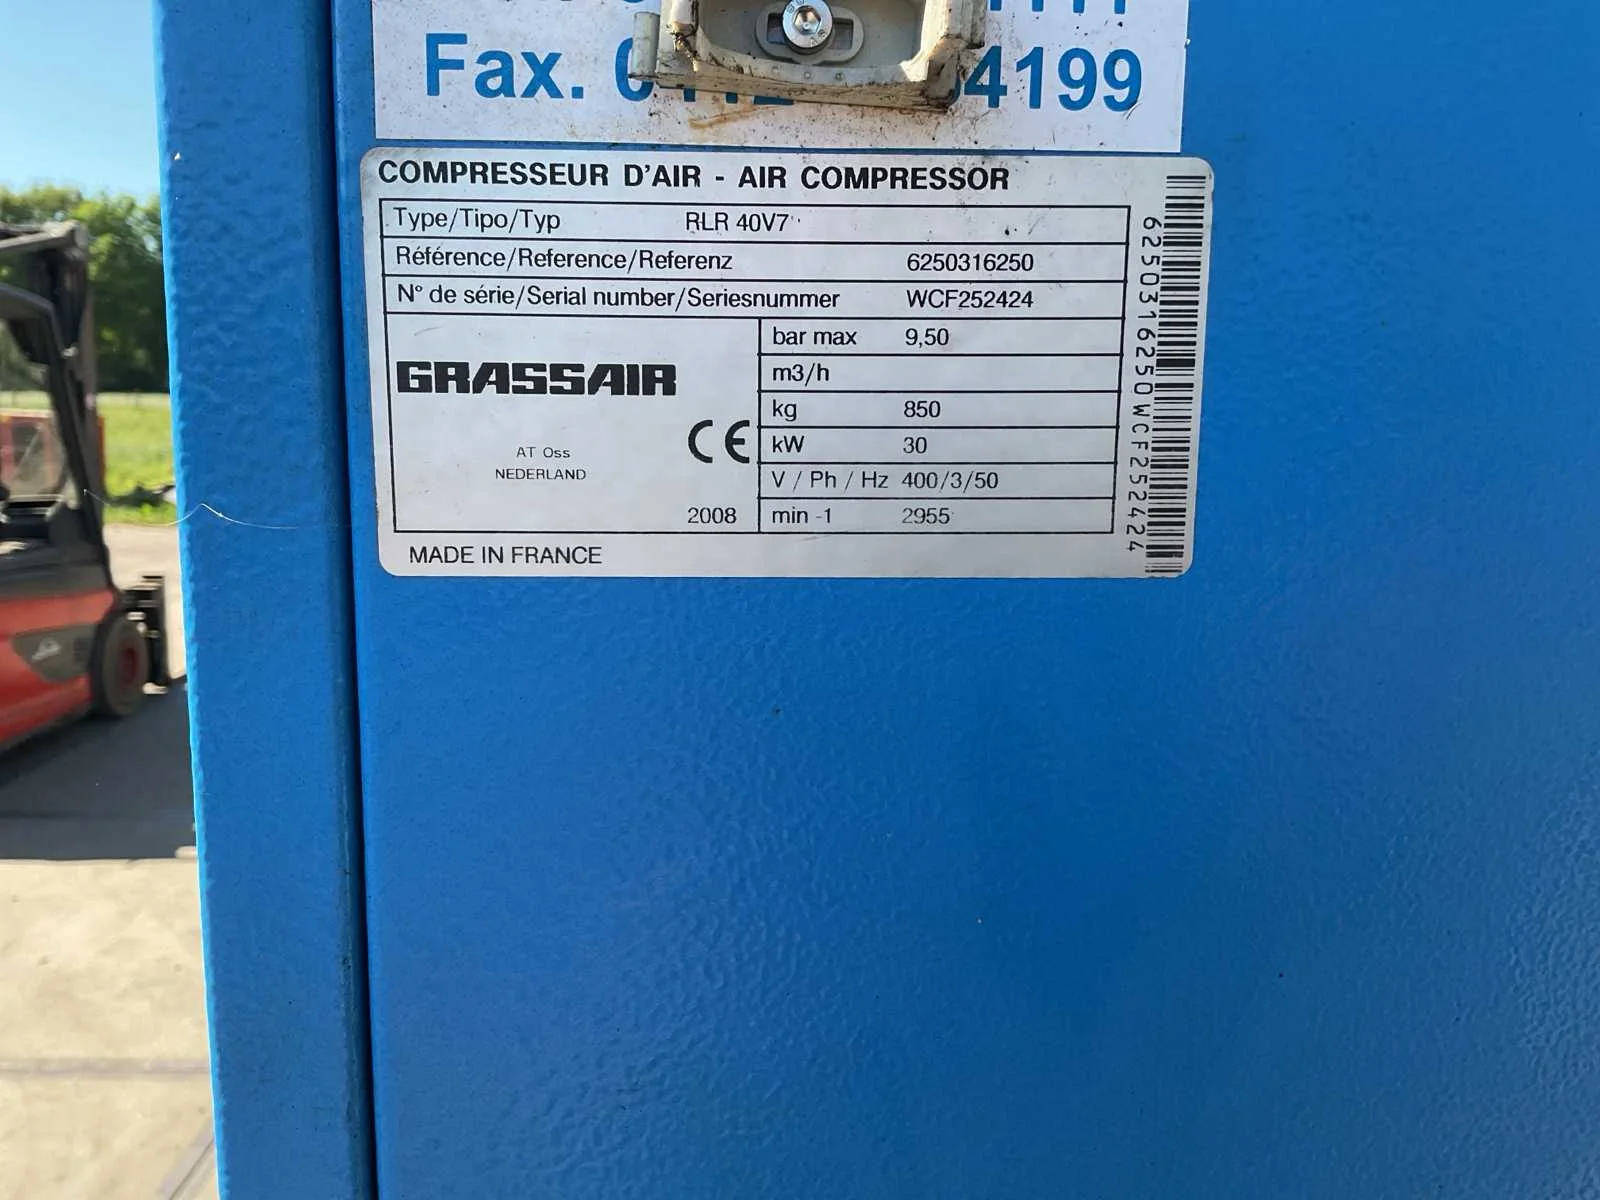 Fax. 4199
COMPRESSEUR D'AIR - AIR COMPRESSOR
Type/Tipo/Typ RLR 40V7
Référence/Reference/Referenz 6250316250
N° de série/Serial number/Seriesnummer WCF252424
bar max 9,50
m3/h
kg 850
kW 30
V / Ph / Hz 400/3/50
min -1 2955
GRASSAIR
CE
AT Oss
NEDERLAND
2008
MADE IN FRANCE
6250316250WCF252424